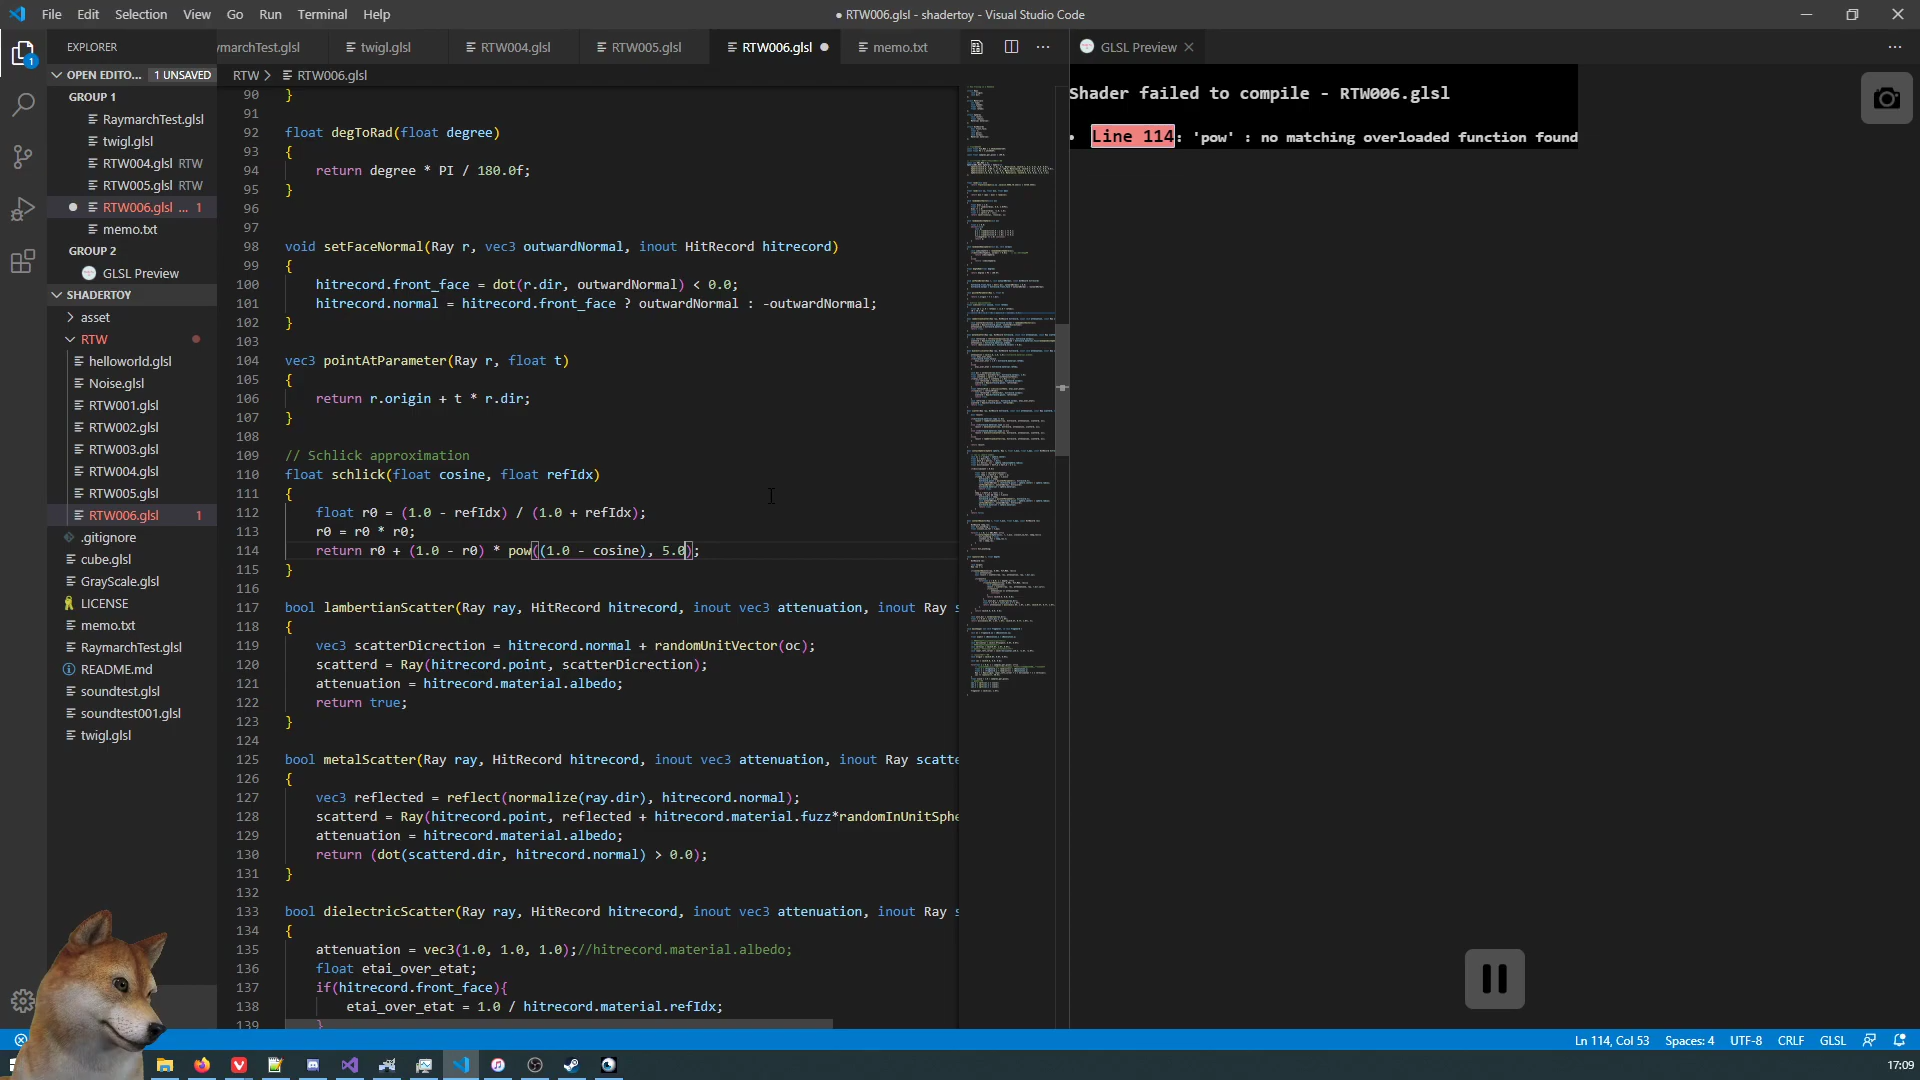 File Edit Selection View Go Run Terminal Help
● RTW006.glsl - shadertoy - Visual Studio Code
EXPLORER
OPEN EDITO... 1 UNSAVED
GROUP 1
RaymarchTest.glsl
twigl.glsl
RTW004.glsl RTW
RTW005.glsl RTW
RTW006.glsl ... 1
memo.txt
GROUP 2
GLSL Preview
SHADERTOY
asset
RTW
helloworld.glsl
Noise.glsl
RTW001.glsl
RTW002.glsl
RTW003.glsl
RTW004.glsl
RTW005.glsl
RTW006.glsl 1
.gitignore
cube.glsl
GrayScale.glsl
LICENSE
memo.txt
RaymarchTest.glsl
README.md
soundtest.glsl
soundtest001.glsl
twigl.glsl
ymarchTest.glsl twigl.glsl RTW004.glsl RTW005.glsl RTW006.glsl memo.txt
RTW > RTW006.glsl
90 }
91
92 float degToRad(float degree)
93 {
94 return degree * PI / 180.0f;
95 }
96
97
98 void setFaceNormal(Ray r, vec3 outwardNormal, inout HitRecord hitrecord)
99 {
100 hitrecord.front_face = dot(r.dir, outwardNormal) < 0.0;
101 hitrecord.normal = hitrecord.front_face ? outwardNormal : -outwardNormal;
102 }
103
104 vec3 pointAtParameter(Ray r, float t)
105 {
106 return r.origin + t * r.dir;
107 }
108
109 // Schlick approximation
110 float schlick(float cosine, float refIdx)
111 {
112 float r0 = (1.0 - refIdx) / (1.0 + refIdx);
113 r0 = r0 * r0;
114 return r0 + (1.0 - r0) * pow((1.0 - cosine), 5.0);
115 }
116
117 bool lambertianScatter(Ray ray, HitRecord hitrecord, inout vec3 attenuation, inout Ray s
118 {
119 vec3 scatterDicrection = hitrecord.normal + randomUnitVector(oc);
120 scatterd = Ray(hitrecord.point, scatterDicrection);
121 attenuation = hitrecord.material.albedo;
122 return true;
123 }
124
125 bool metalScatter(Ray ray, HitRecord hitrecord, inout vec3 attenuation, inout Ray scatte
126 {
127 vec3 reflected = reflect(normalize(ray.dir), hitrecord.normal);
128 scatterd = Ray(hitrecord.point, reflected + hitrecord.material.fuzz*randomInUnitSphe
129 attenuation = hitrecord.material.albedo;
130 return (dot(scatterd.dir, hitrecord.normal) > 0.0);
131 }
132
133 bool dielectricScatter(Ray ray, HitRecord hitrecord, inout vec3 attenuation, inout Ray s
134 {
135 attenuation = vec3(1.0, 1.0, 1.0);//hitrecord.material.albedo;
136 float etai_over_etat;
137 if(hitrecord.front_face){
138 etai_over_etat = 1.0 / hitrecord.material.refIdx;
139 }
GLSL Preview
Shader failed to compile - RTW006.glsl
• Line 114: 'pow' : no matching overloaded function found
Ln 114, Col 53 Spaces: 4 UTF-8 CRLF GLSL
17:09